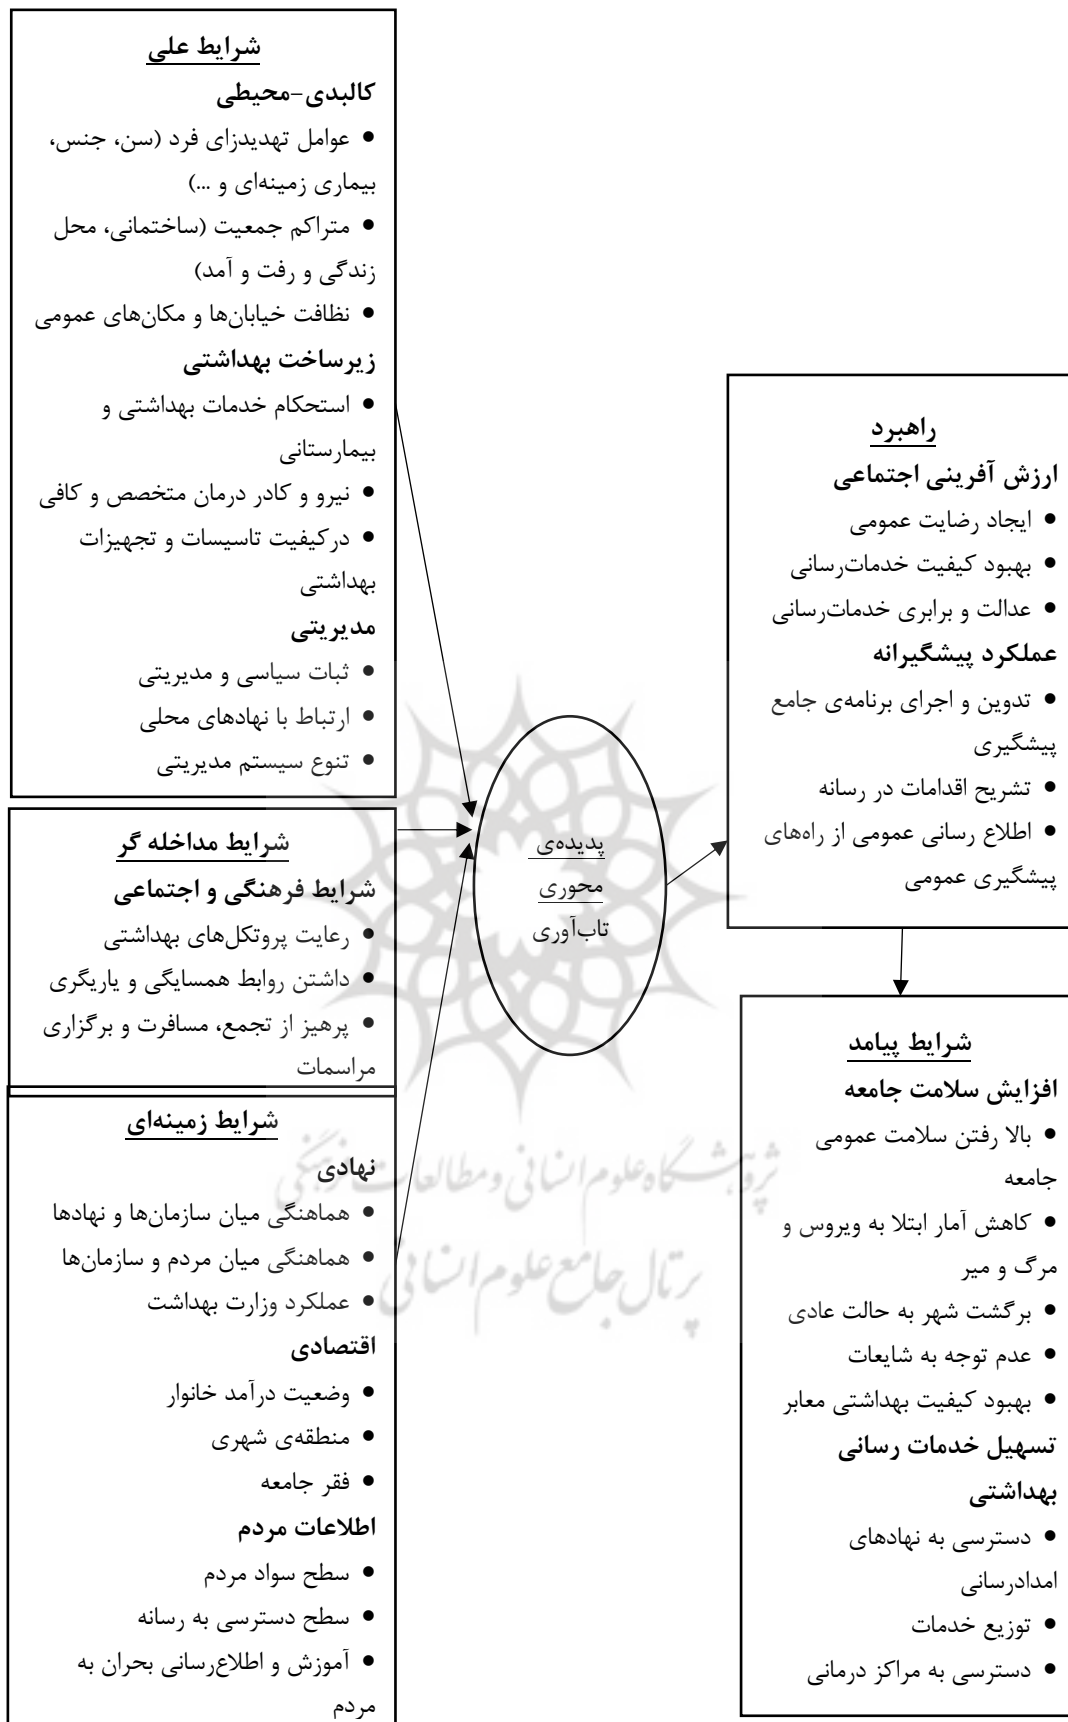 شرایط علی
کالبدی-محیطی
● عوامل تهدیدزای فرد (سن، جنس،
بیماری زمینه‌ای و ...)
● متراکم جمعیت (ساختمانی، محل
زندگی و رفت و آمد)
● نظافت خیابان‌ها و مکان‌های عمومی
زیرساخت بهداشتی
● استحکام خدمات بهداشتی و
بیمارستانی
● نیرو و کادر درمان متخصص و کافی
● درکیفیت تاسیسات و تجهیزات
بهداشتی
مدیریتی
● ثبات سیاسی و مدیریتی
● ارتباط با نهادهای محلی
● تنوع سیستم مدیریتی
شرایط مداخله گر
شرایط فرهنگی و اجتماعی
● رعایت پروتکل‌های بهداشتی
● داشتن روابط همسایگی و یاریگری
● پرهیز از تجمع، مسافرت و برگزاری
مراسمات
شرایط زمینه‌ای
نهادی
● هماهنگی میان سازمان‌ها و نهادها
● هماهنگی میان مردم و سازمان‌ها
● عملکرد وزارت بهداشت
اقتصادی
● وضعیت درآمد خانوار
● منطقه‌ی شهری
● فقر جامعه
اطلاعات مردم
● سطح سواد مردم
● سطح دسترسی به رسانه
● آموزش و اطلاع‌رسانی بحران به
مردم
پدیده‌ی
محوری
تاب‌آوری
راهبرد
ارزش آفرینی اجتماعی
● ایجاد رضایت عمومی
● بهبود کیفیت خدمات‌رسانی
● عدالت و برابری خدمات‌رسانی
عملکرد پیشگیرانه
● تدوین و اجرای برنامه‌ی جامع
پیشگیری
● تشریح اقدامات در رسانه
● اطلاع رسانی عمومی از راه‌های
پیشگیری عمومی
شرایط پیامد
افزایش سلامت جامعه
● بالا رفتن سلامت عمومی
جامعه
● کاهش آمار ابتلا به ویروس و
مرگ و میر
● برگشت شهر به حالت عادی
● عدم توجه به شایعات
● بهبود کیفیت بهداشتی معابر
تسهیل خدمات رسانی
بهداشتی
● دسترسی به نهادهای
امدادرسانی
● توزیع خدمات
● دسترسی به مراکز درمانی
پژوهشگاه علوم انسانی و مطالعات فرهنگی
پرتال جامع علوم انسانی